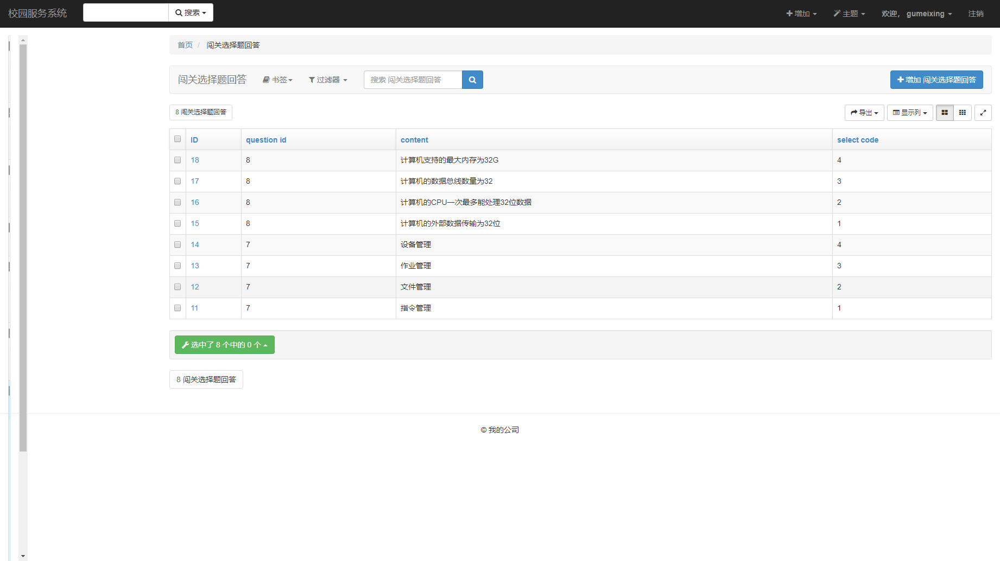 校园服务系统 搜索 增加 主题 欢迎， gumeixing 注销
首页 / 闯关选择题回答
闯关选择题回答 书签 过滤器 搜索 闯关选择题回答 增加 闯关选择题回答
8 闯关选择题回答 导出 显示列
ID question id content select code
18 8 计算机支持的最大内存为32G 4
17 8 计算机的数据总线数量为32 3
16 8 计算机的CPU一次最多能处理32位数据 2
15 8 计算机的外部数据传输为32位 1
14 7 设备管理 4
13 7 作业管理 3
12 7 文件管理 2
11 7 指令管理 1
选中了 8 个中的 0 个
8 闯关选择题回答
© 我的公司